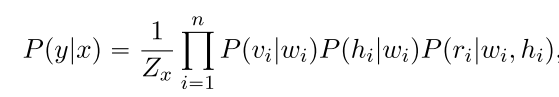 P(y|x) = \frac{1}{Z_x} \prod_{i=1}^{n} P(v_i|w_i)P(h_i|w_i)P(r_i|w_i, h_i),